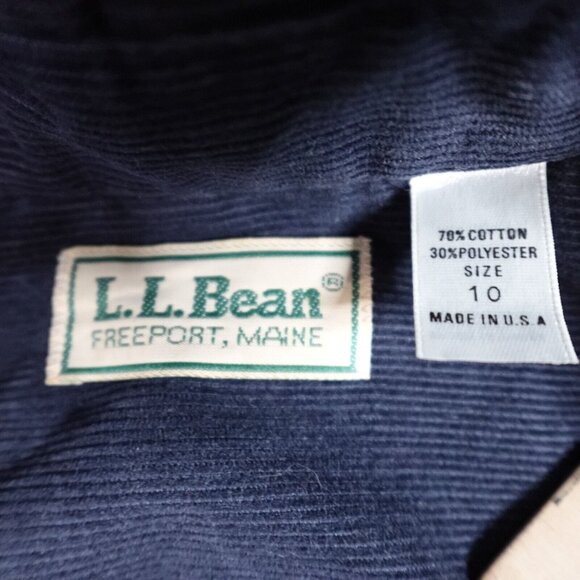 L.L.Bean®
FREEPORT, MAINE
70% COTTON
30% POLYESTER
SIZE
10
MADE IN U.S.A